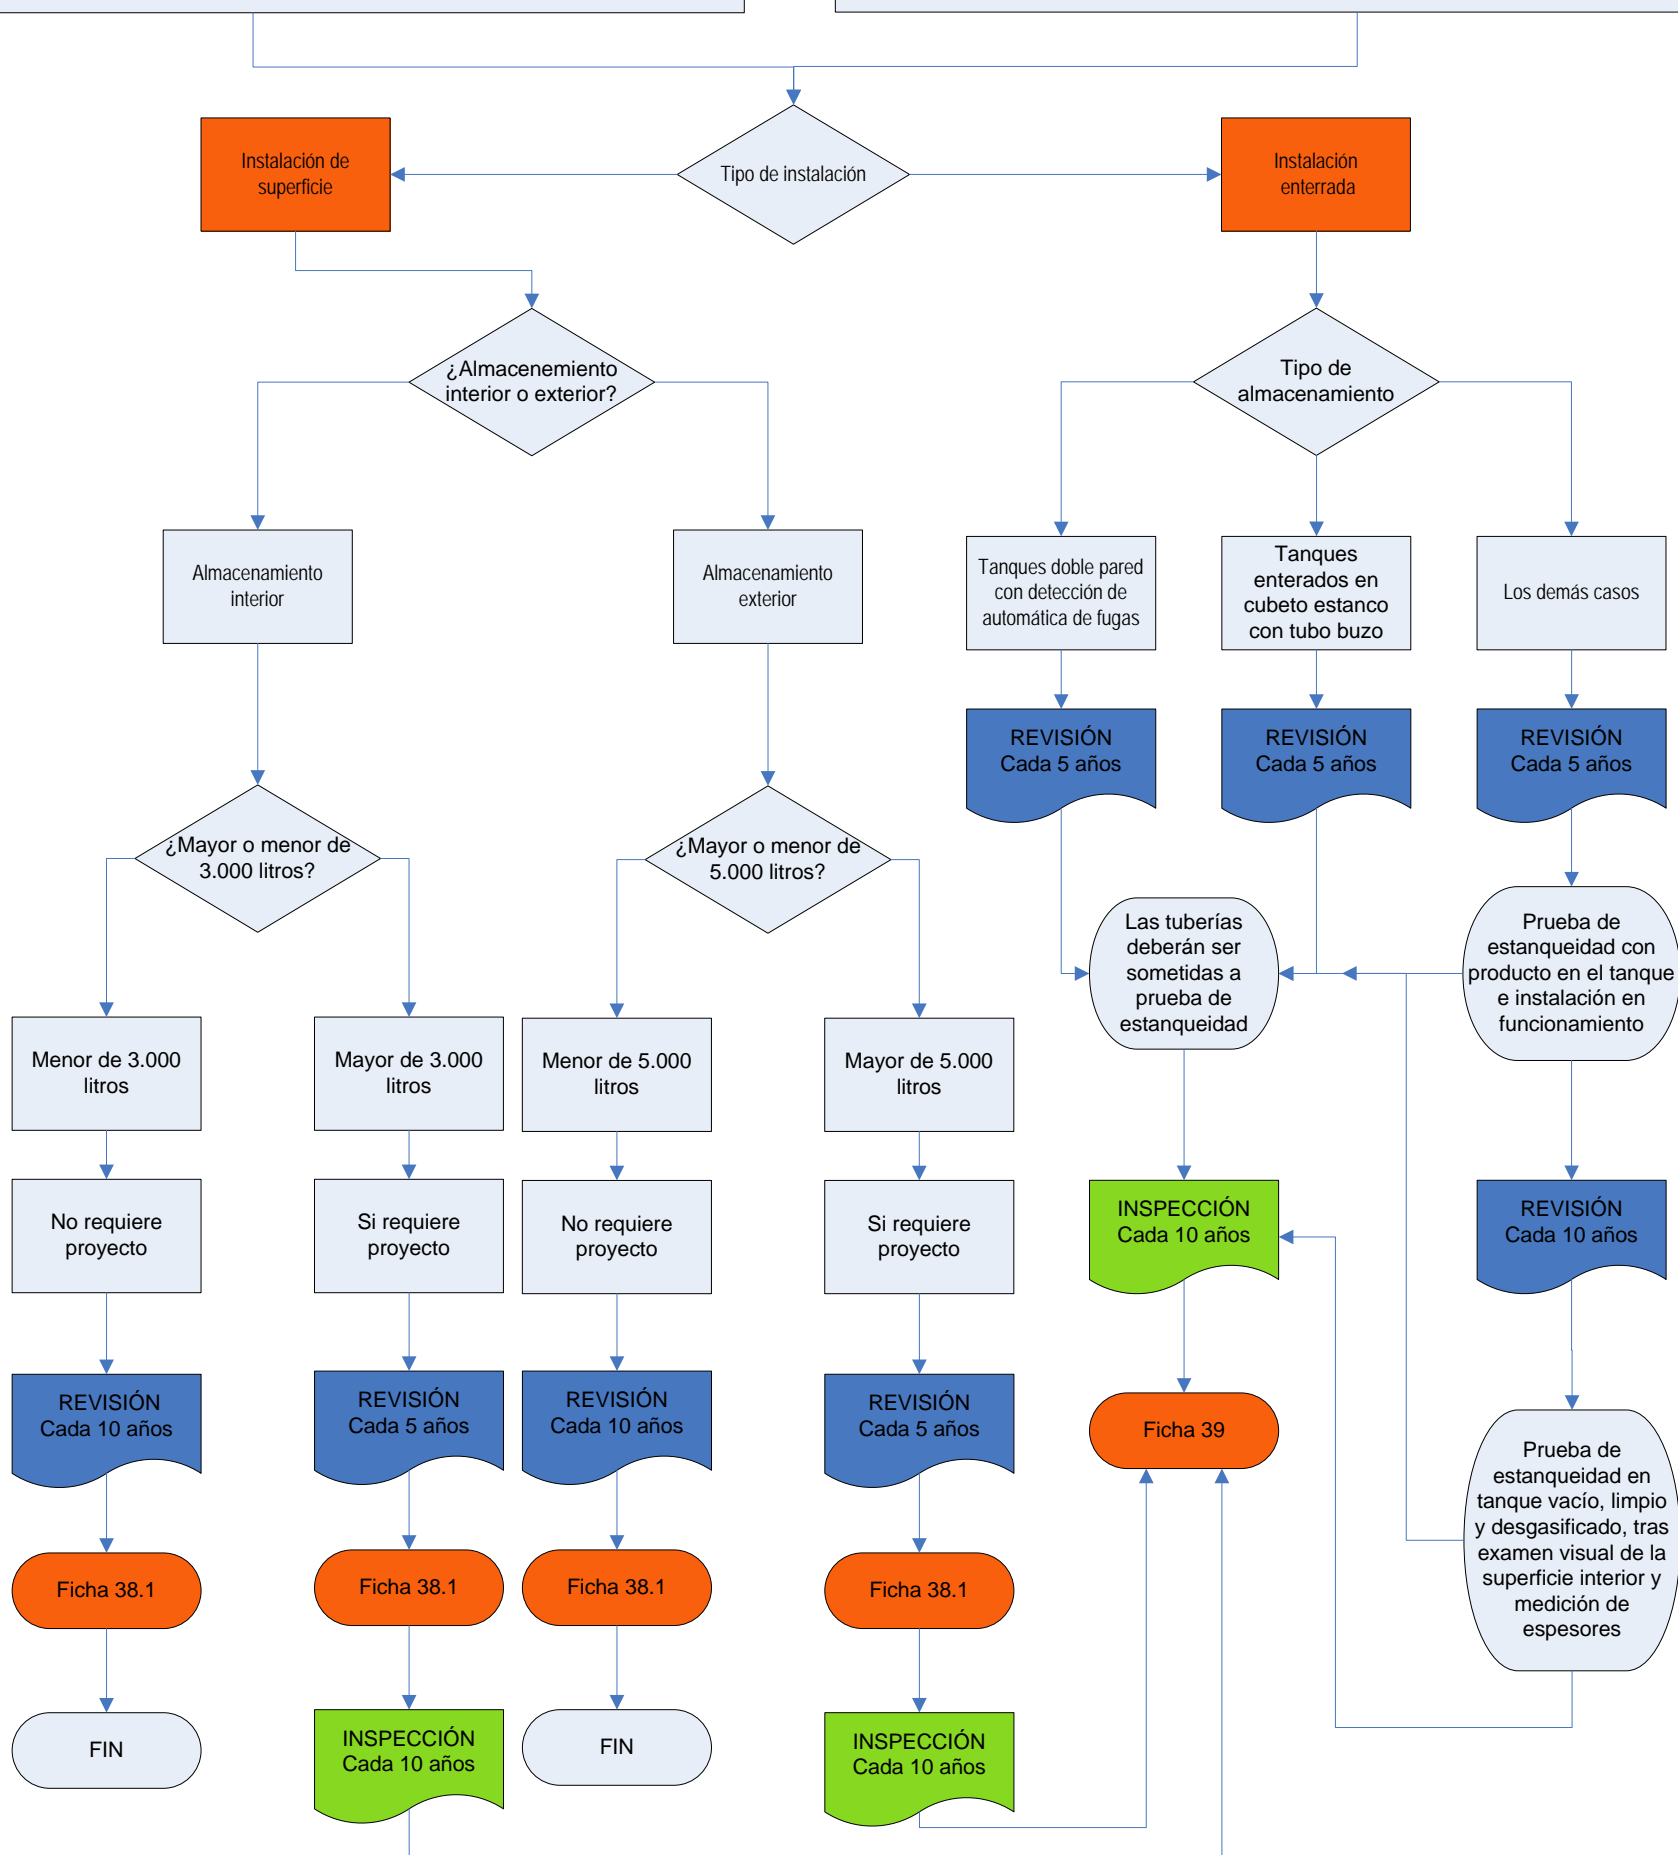 Tipo de instalación
Instalación de
superficie
Instalación
enterrada
¿Almacenemiento
interior o exterior?
Tipo de
almacenamiento
Almacenamiento
interior
Almacenamiento
exterior
Tanques doble pared
con detección de
automática de fugas
Tanques
enterados en
cubeto estanco
con tubo buzo
Los demás casos
REVISIÓN
Cada 5 años
REVISIÓN
Cada 5 años
REVISIÓN
Cada 5 años
¿Mayor o menor de
3.000 litros?
¿Mayor o menor de
5.000 litros?
Las tuberías
deberán ser
sometidas a
prueba de
estanqueidad
Prueba de
estanqueidad con
producto en el tanque
e instalación en
funcionamiento
Menor de 3.000
litros
Mayor de 3.000
litros
Menor de 5.000
litros
Mayor de 5.000
litros
No requiere
proyecto
Si requiere
proyecto
No requiere
proyecto
Si requiere
proyecto
INSPECCIÓN
Cada 10 años
REVISIÓN
Cada 10 años
REVISIÓN
Cada 10 años
REVISIÓN
Cada 5 años
REVISIÓN
Cada 10 años
REVISIÓN
Cada 5 años
Ficha 39
Prueba de
estanqueidad en
tanque vacío, limpio
y desgasificado, tras
examen visual de la
superficie interior y
medición de
espesores
Ficha 38.1
Ficha 38.1
Ficha 38.1
Ficha 38.1
FIN
INSPECCIÓN
Cada 10 años
FIN
INSPECCIÓN
Cada 10 años